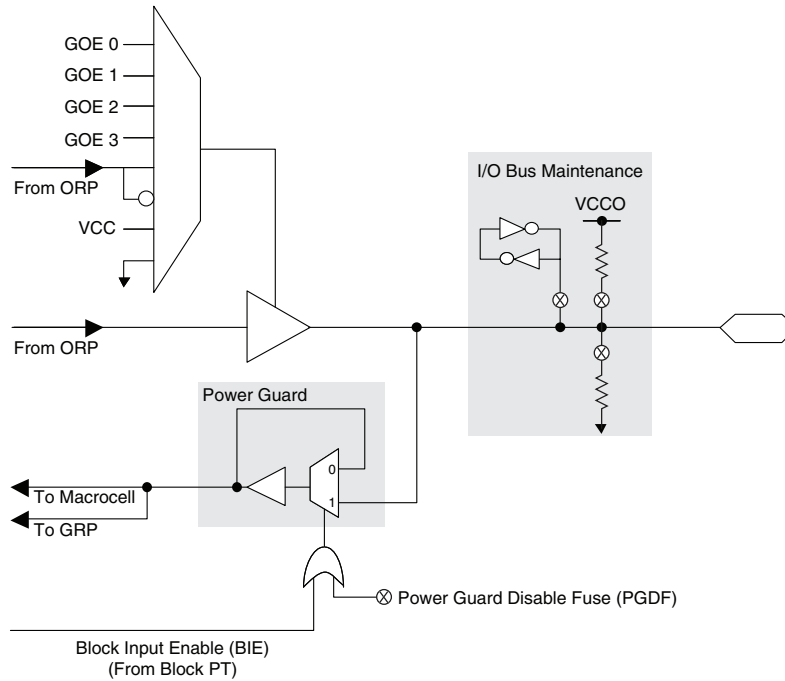 GOE 0
GOE 1
GOE 2
GOE 3
From ORP
VCC
From ORP
I/O Bus Maintenance
VCCO
Power Guard
0
1
To Macrocell
To GRP
Power Guard Disable Fuse (PGDF)
Block Input Enable (BIE)
(From Block PT)